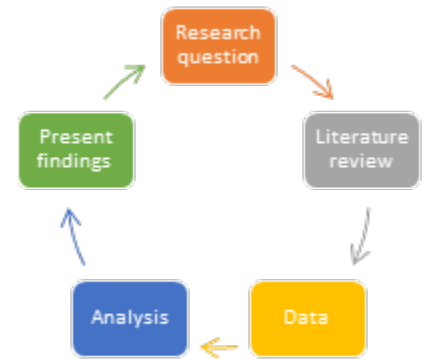 Research
question
Literature
review
Data
Analysis
Present
findings